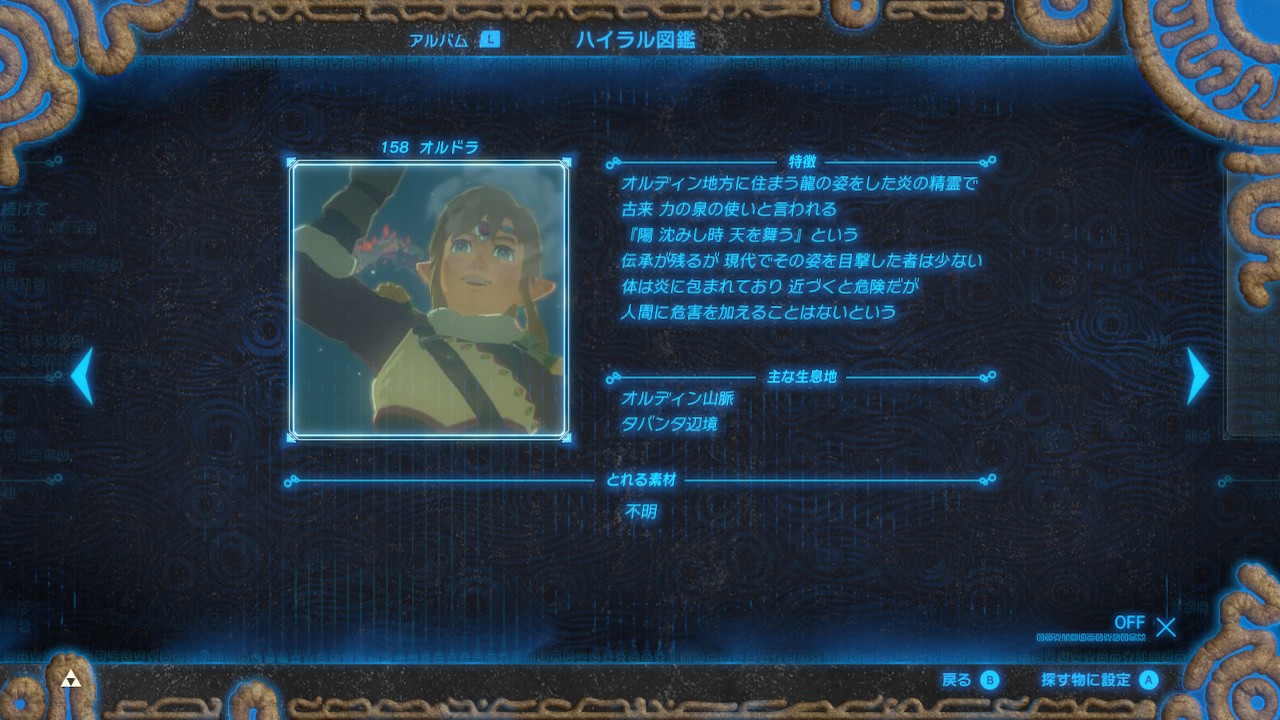 アルバム L
ハイラル図鑑
158 オルドラ
特徴
オルディン地方に住まう龍の姿をした炎の精霊で
古来 力の泉の使いと言われる
『陽 沈みし時 天を舞う』という
伝承が残るが 現代でその姿を目撃した者は少ない
体は炎に包まれており 近づくと危険だが
人間に危害を加えることはないという
主な生息地
オルディン山脈
タバンタ辺境
とれる素材
不明
続けて
OFF
戻る B
探す物に設定 A